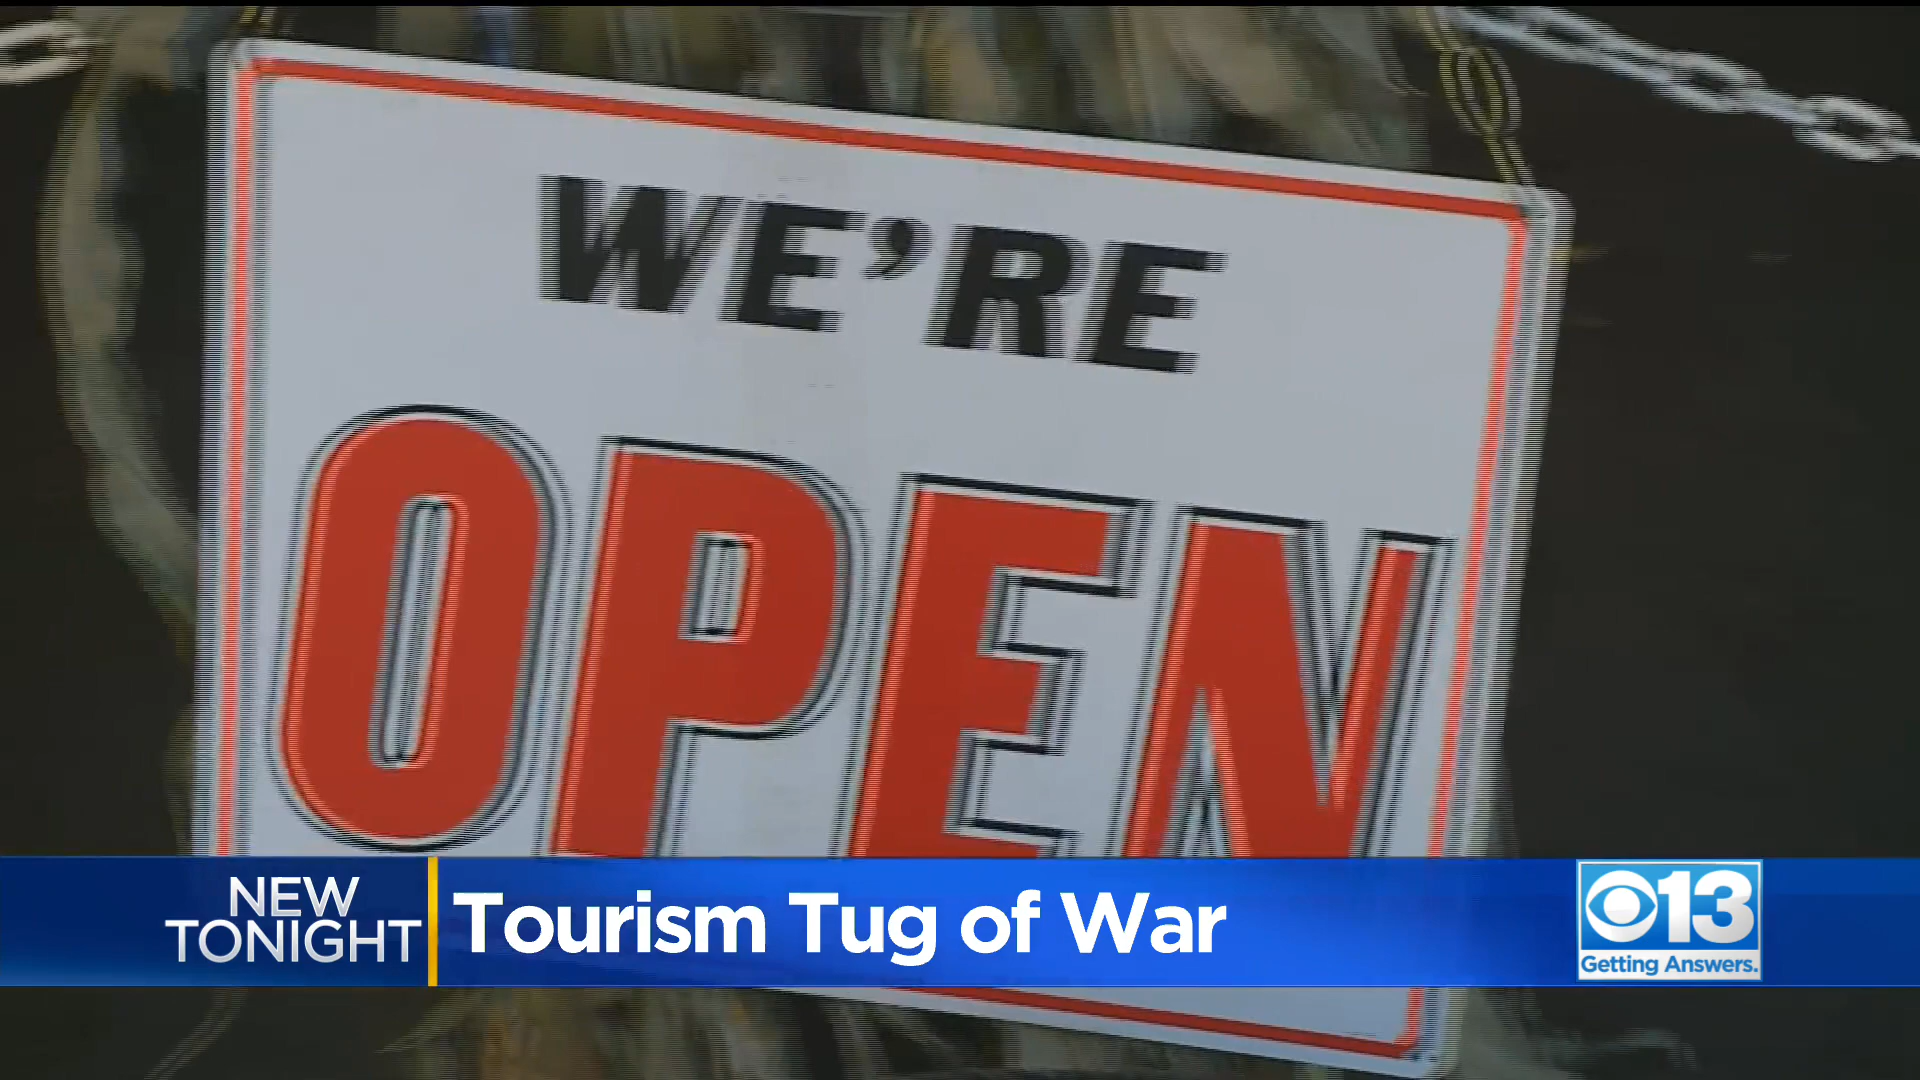 WE'RE
OPEN
NEW
TONIGHT
Tourism Tug of War
13
Getting Answers.